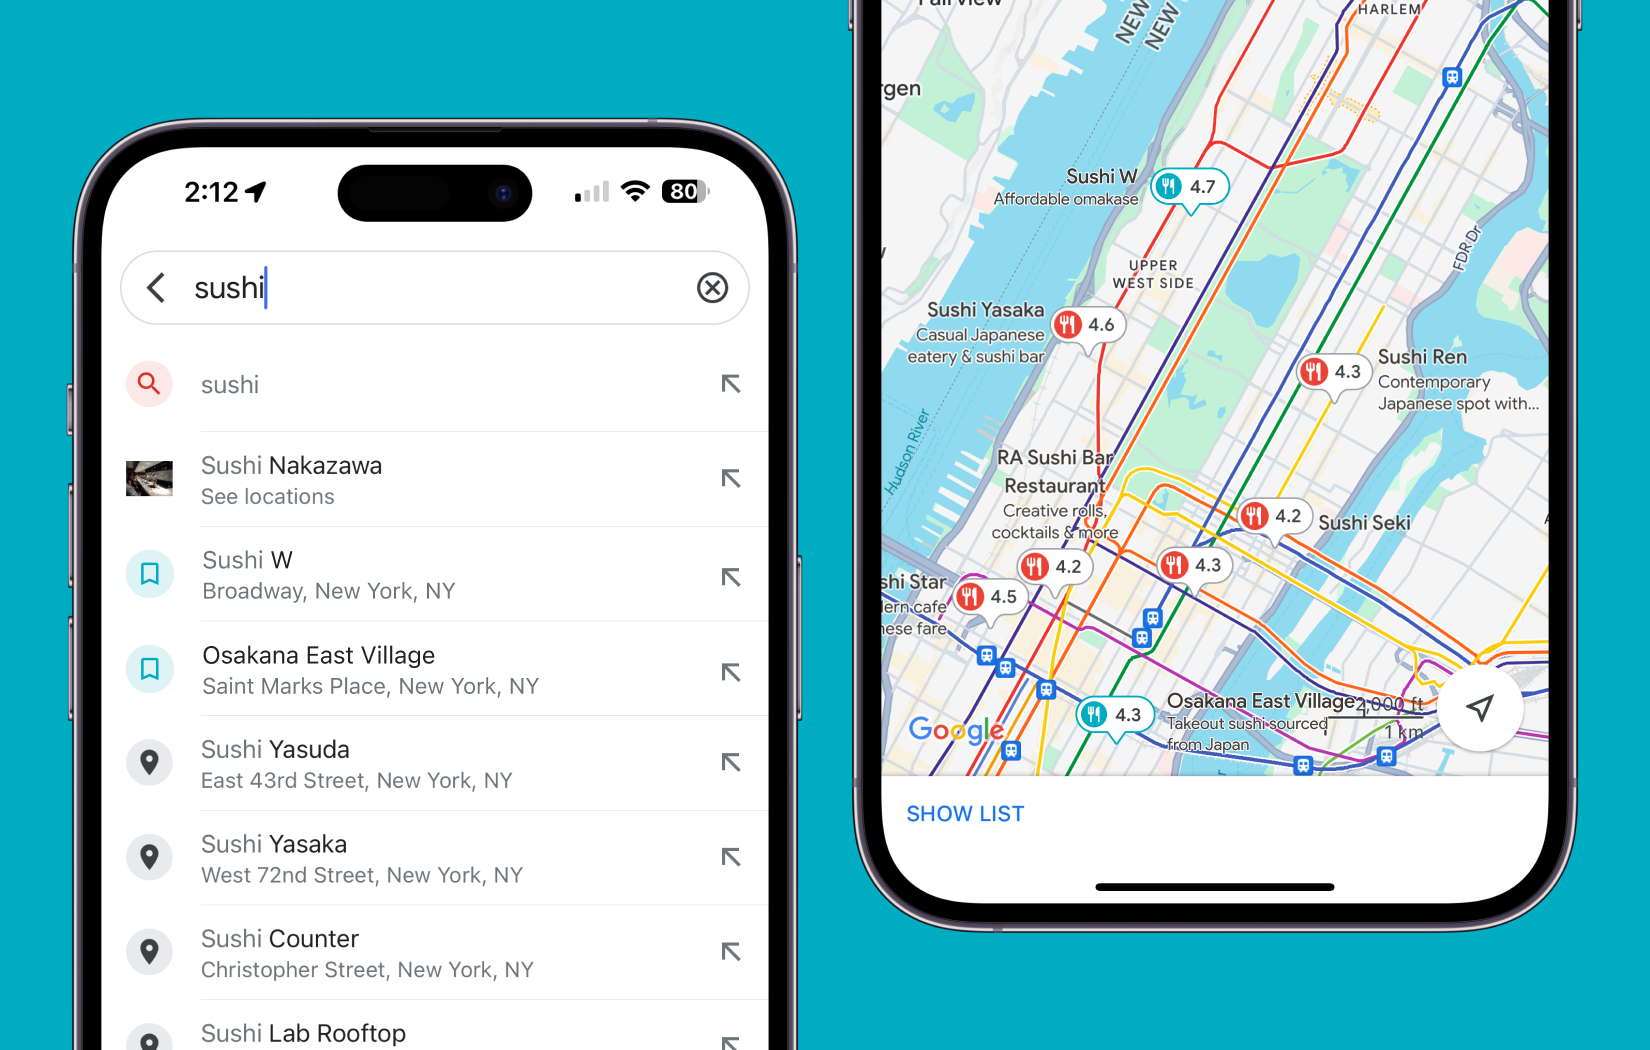 2:12
80
sushi
sushi
Sushi Nakazawa
See locations
Sushi W
Broadway, New York, NY
Osakana East Village
Saint Marks Place, New York, NY
Sushi Yasuda
East 43rd Street, New York, NY
Sushi Yasaka
West 72nd Street, New York, NY
Sushi Counter
Christopher Street, New York, NY
Sushi Lab Rooftop
Fairview
NEW
NEW
HARLEM
rgen
Sushi W
Affordable omakase
4.7
UPPER
WEST SIDE
FDR Dr
Sushi Yasaka
Casual Japanese
eatery & sushi bar
4.6
4.3
Sushi Ren
Contemporary
Japanese spot with...
Hudson River
RA Sushi Bar
Restaurant
Creative rolls,
cocktails & more
4.2
4.2
Sushi Seki
4.3
shi Star
ern cafe
nese fare
4.5
4.3
Osakana East Village
Takeout sushi sourced
from Japan
2,000 ft
1 km
Google
SHOW LIST